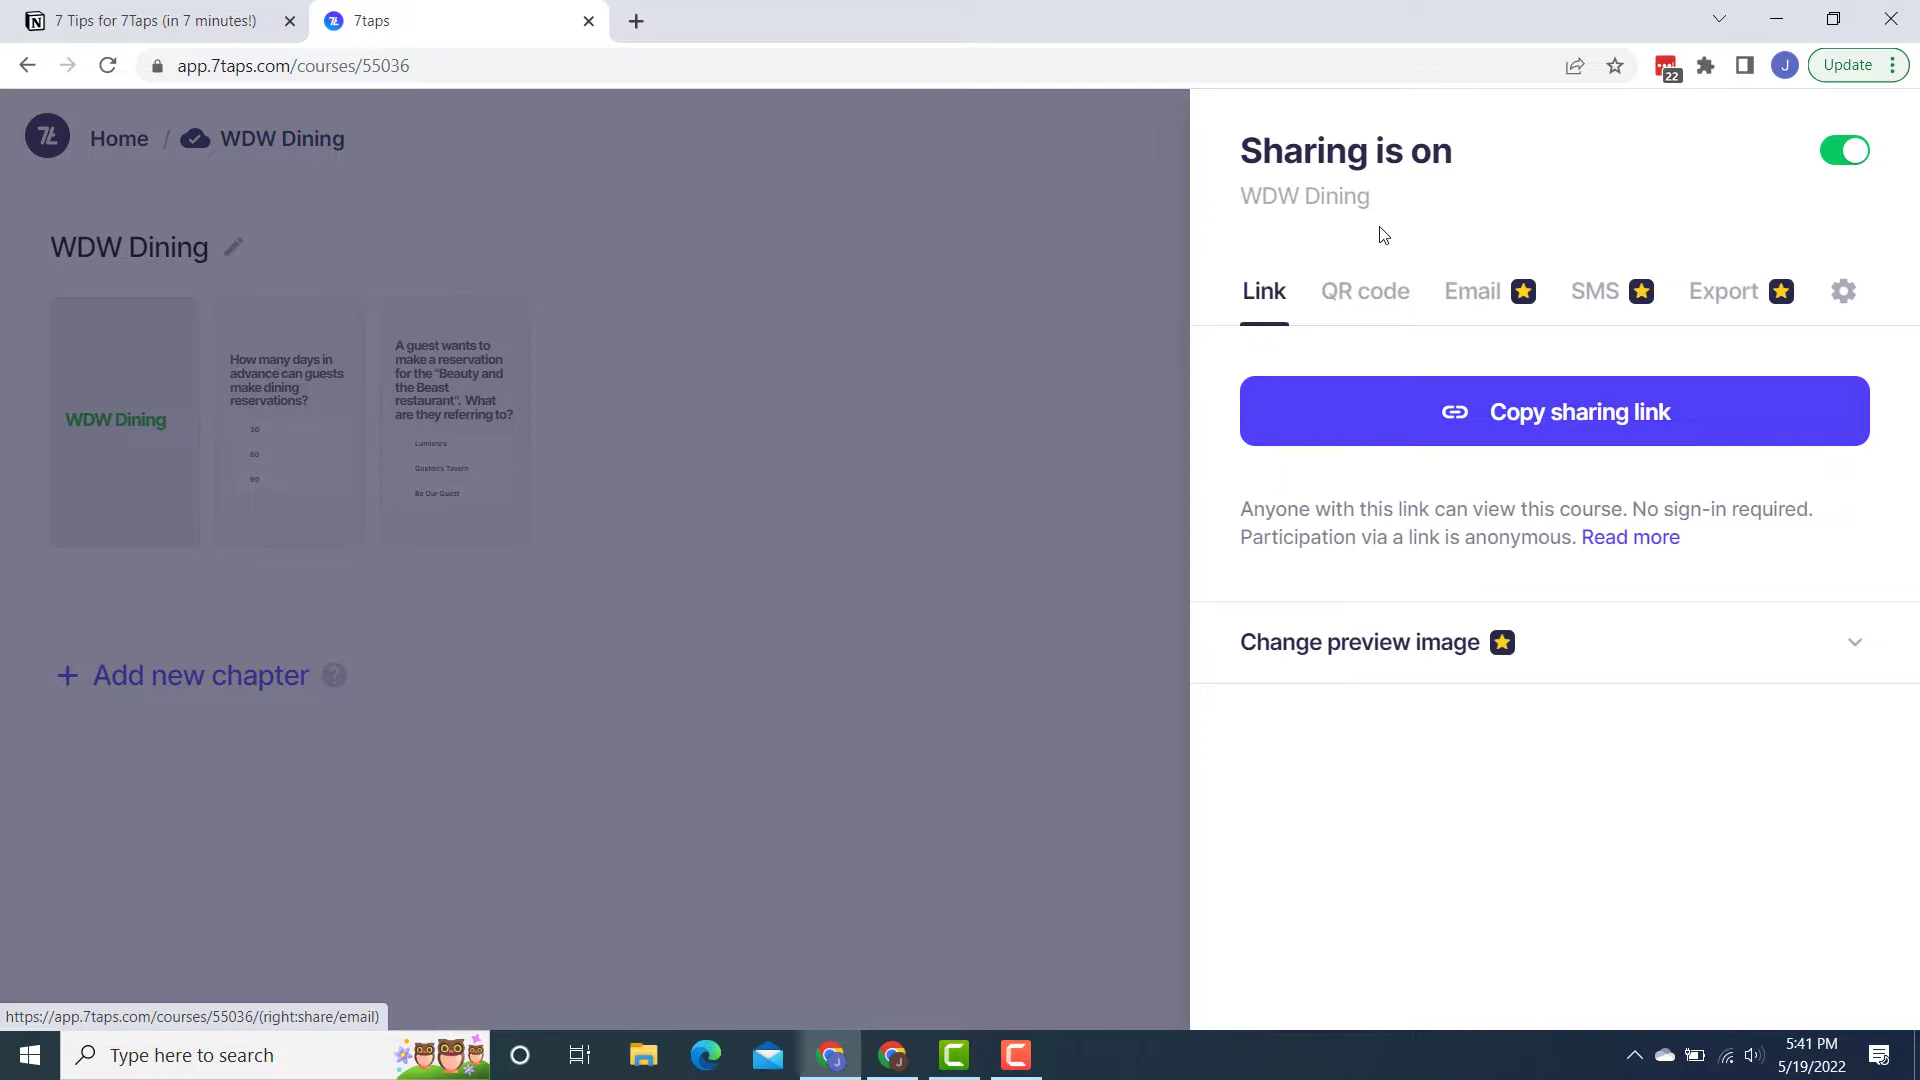 7 Tips for 7Taps (in 7 minutes!)
7taps
app.7taps.com/courses/55036
22
J
Update
Home / WDW Dining
WDW Dining
WDW Dining
How many days in
advance can guests
make dining
reservations?
30
60
90
A guest wants to
make a reservation
for the "Beauty and
the Beast
restaurant". What
are they referring to?
Lumiere's
Gaston's Tavern
Be Our Guest
+ Add new chapter ?
Sharing is on
WDW Dining
Link QR code Email SMS Export
Copy sharing link
Anyone with this link can view this course. No sign-in required.
Participation via a link is anonymous. Read more
Change preview image
https://app.7taps.com/courses/55036/(right:share/email)
Type here to search
5:41 PM
5/19/2022